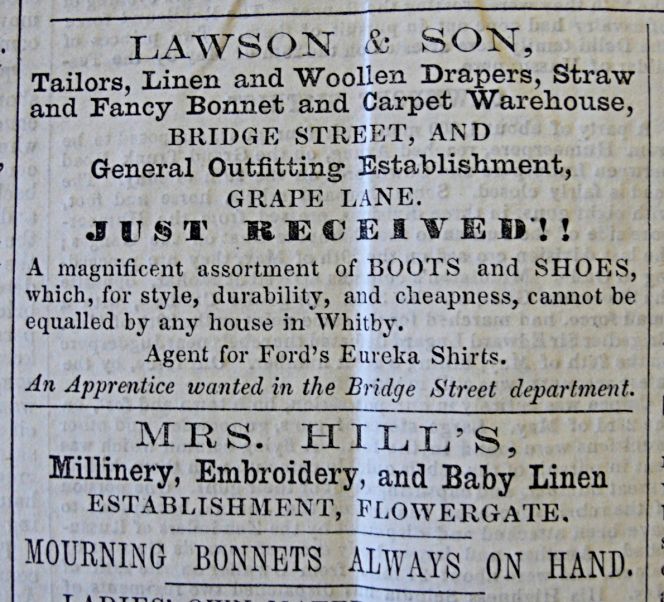 LAWSON & SON,
Tailors, Linen and Woollen Drapers, Straw
and Fancy Bonnet and Carpet Warehouse,
BRIDGE STREET, AND
General Outfitting Establishment,
GRAPE LANE.
JUST RECEIVED!!
A magnificent assortment of BOOTS and SHOES,
which, for style, durability, and cheapness, cannot be
equalled by any house in Whitby.
Agent for Ford's Eureka Shirts.
An Apprentice wanted in the Bridge Street department.
MRS. HILL'S,
Millinery, Embroidery, and Baby Linen
ESTABLISHMENT, FLOWERGATE.
MOURNING BONNETS ALWAYS ON HAND.
LADIES' OWN